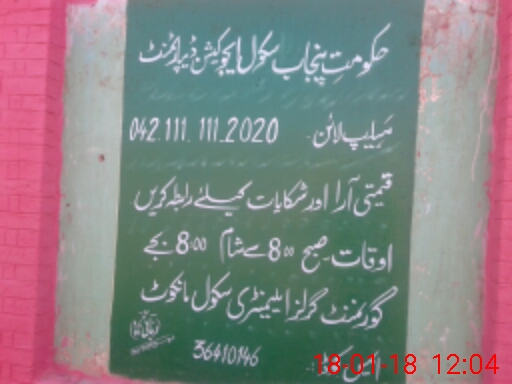 حکومتِ پنجاب سکول ایجوکیشن ڈیپارٹمنٹ
ہیلپ لائن 042.111.111.2020
قیمتی آرا اور شکایات کیلئے رابطہ کریں
اوقات صبح 8:00 سے شام 8:00 بجے
گورنمنٹ گرلز ایلیمنٹری سکول مانکوٹ
36410146
18-01-18 12:04